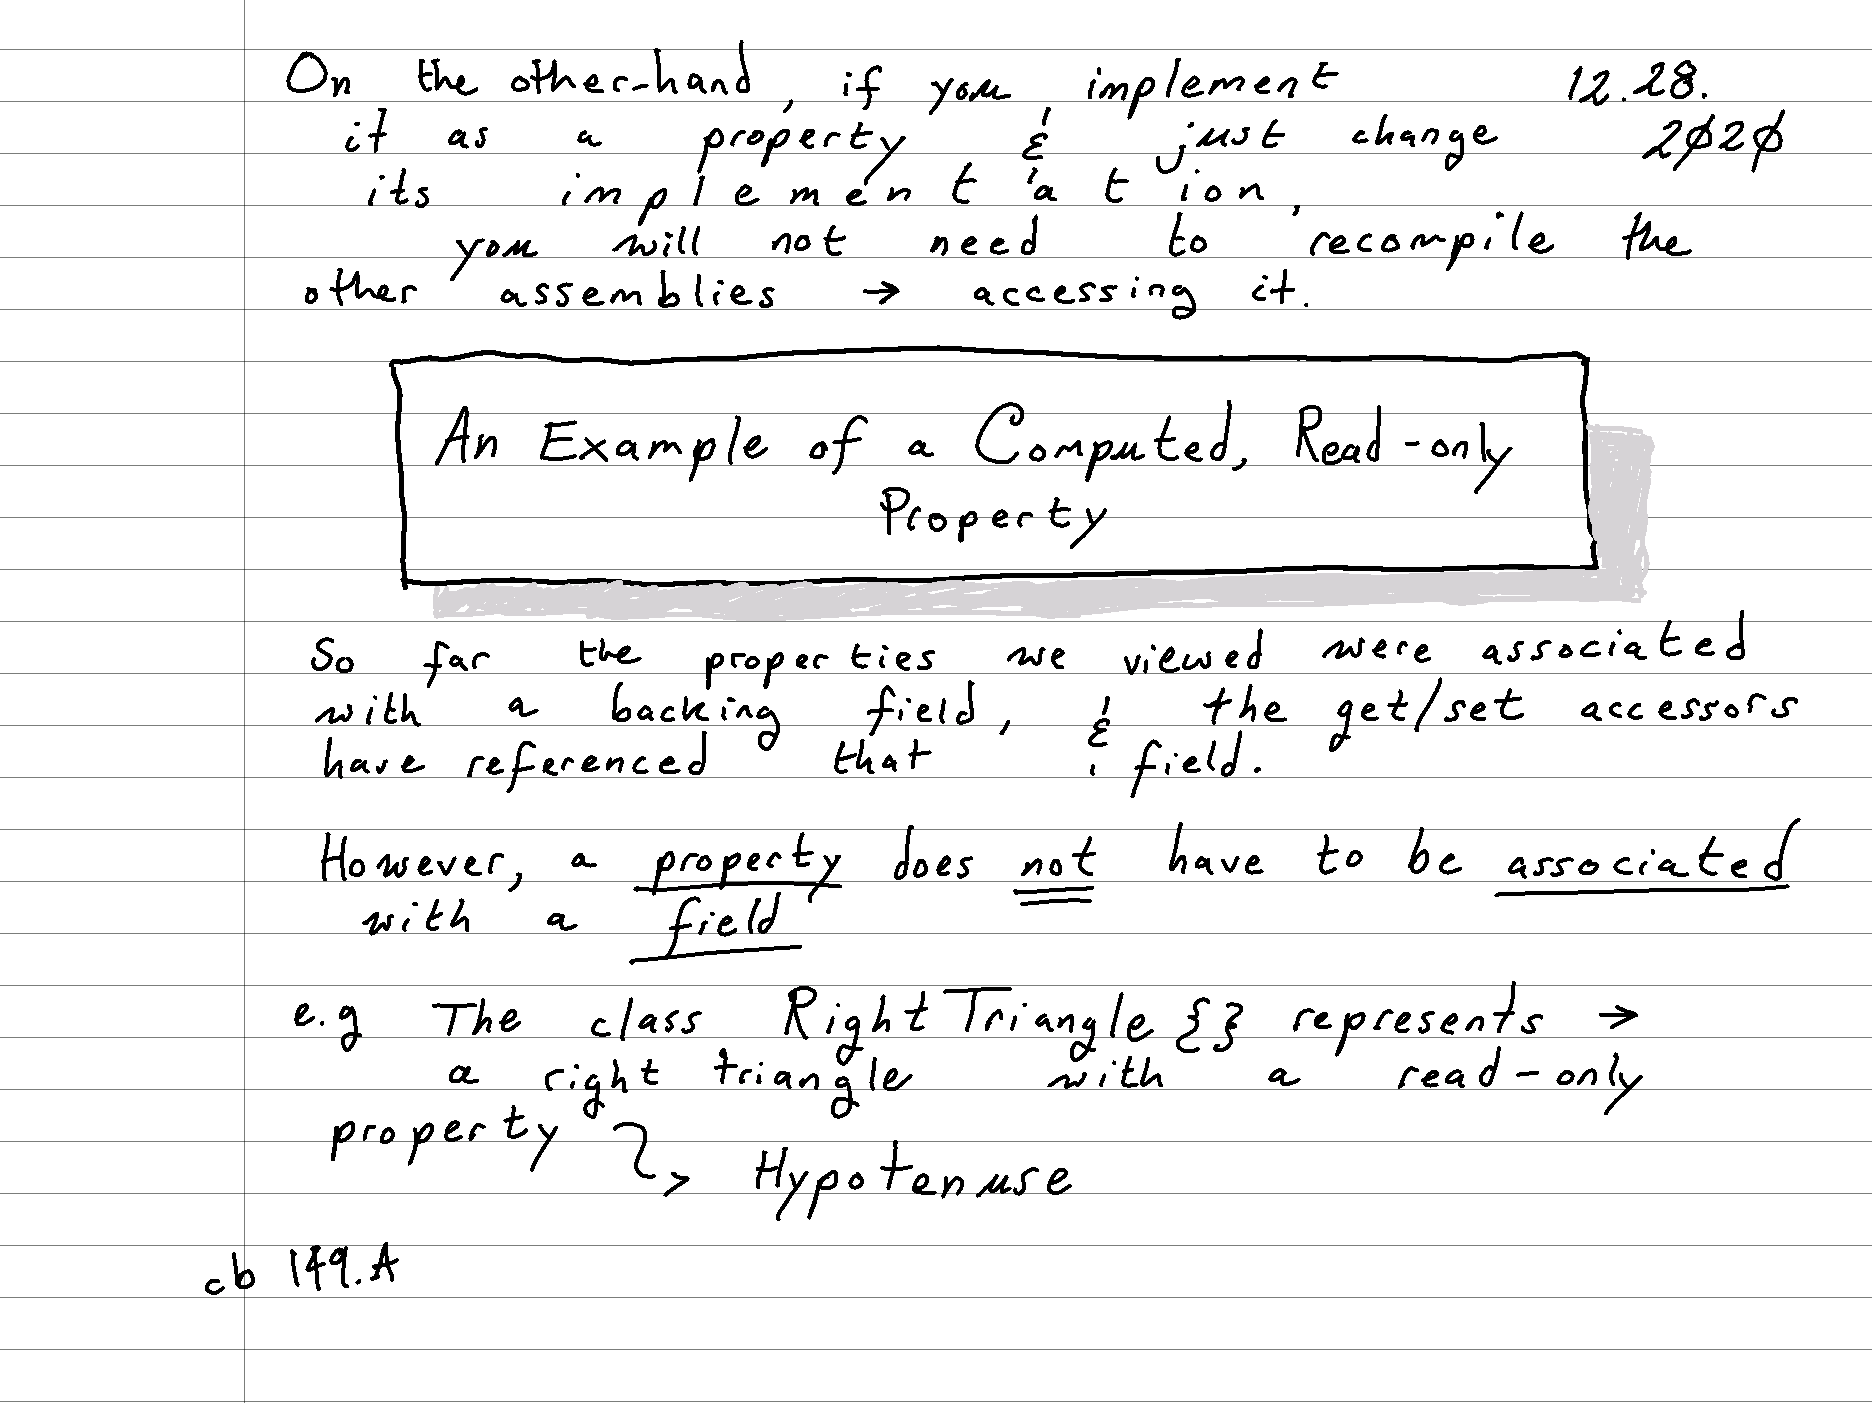 On the other-hand, if you implement 12.28.
it as a property & just change 2020
its implementation,
you will not need to recompile the
other assemblies → accessing it.
An Example of a Computed, Read-only
Property
So far the properties we viewed were associated
with a backing field, & the get/set accessors
have referenced that field.
However, a property does not have to be associated
with a field
e.g The class RightTriangle {} represents →
a right triangle with a read-only
property → Hypotenuse
cb 149.A